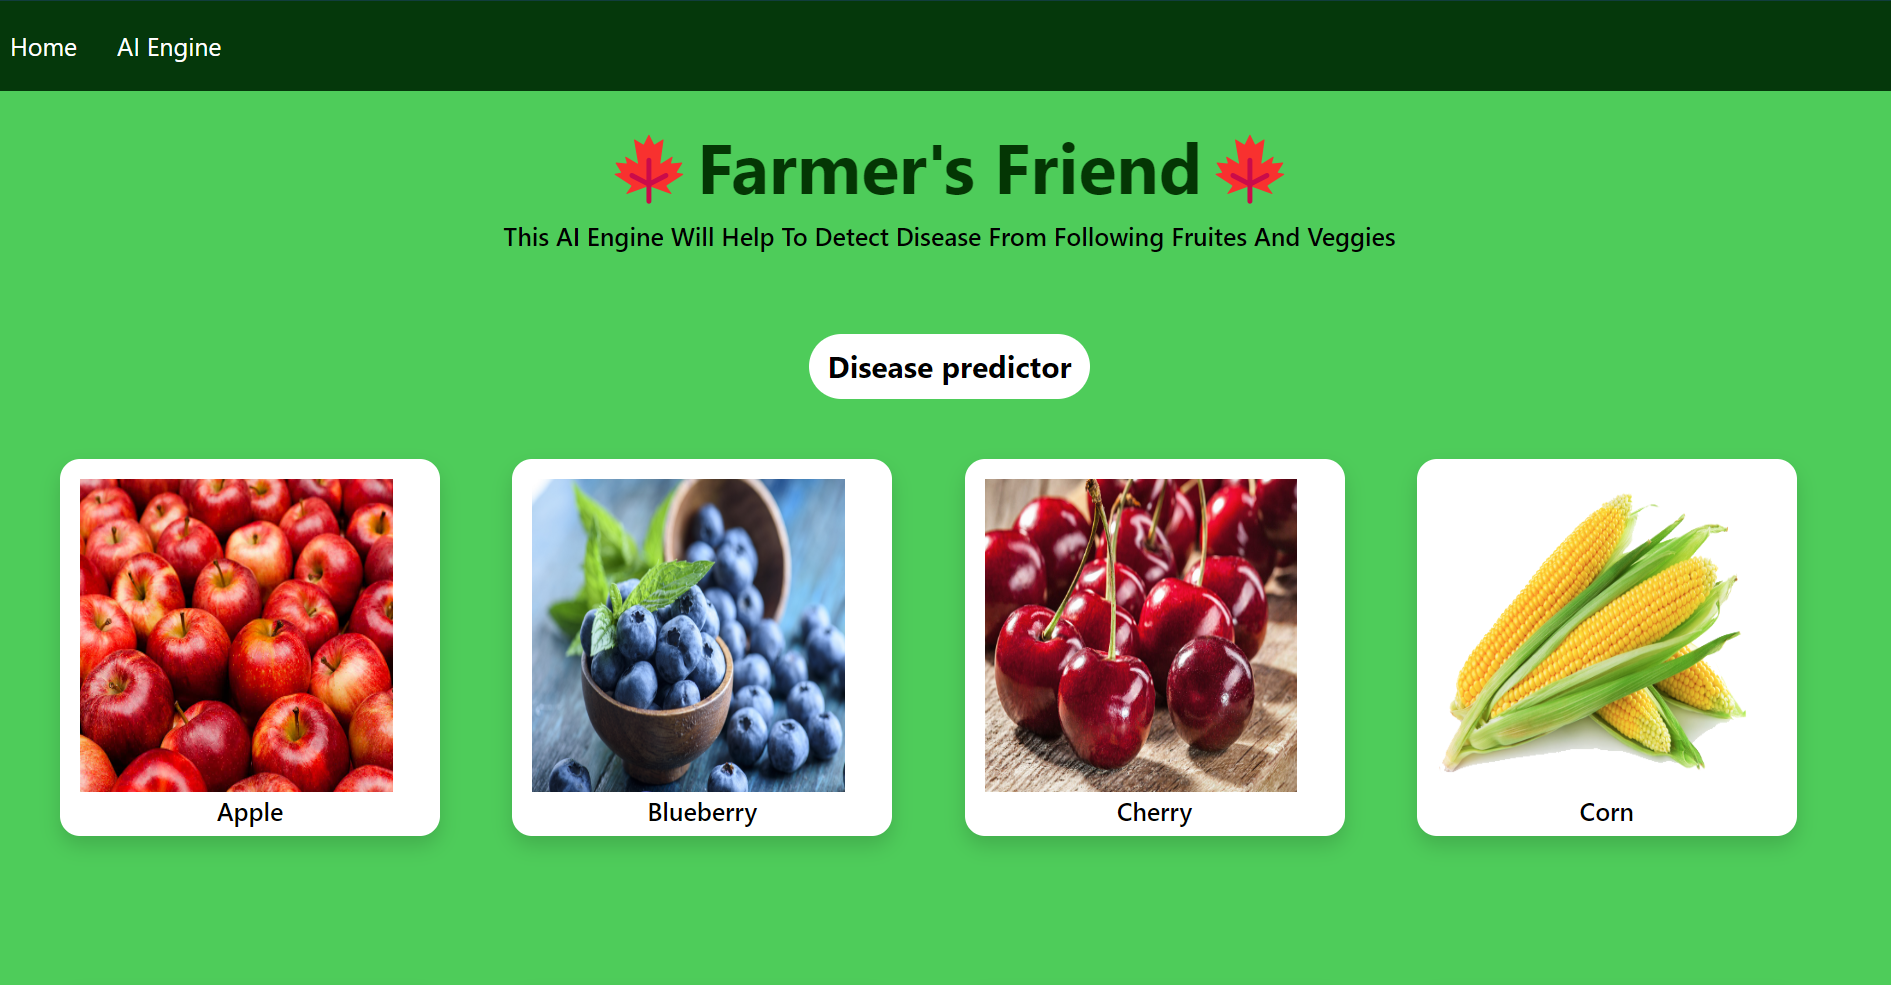 Home AI Engine
Farmer's Friend
This AI Engine Will Help To Detect Disease From Following Fruites And Veggies
Disease predictor
Apple
Blueberry
Cherry
Corn